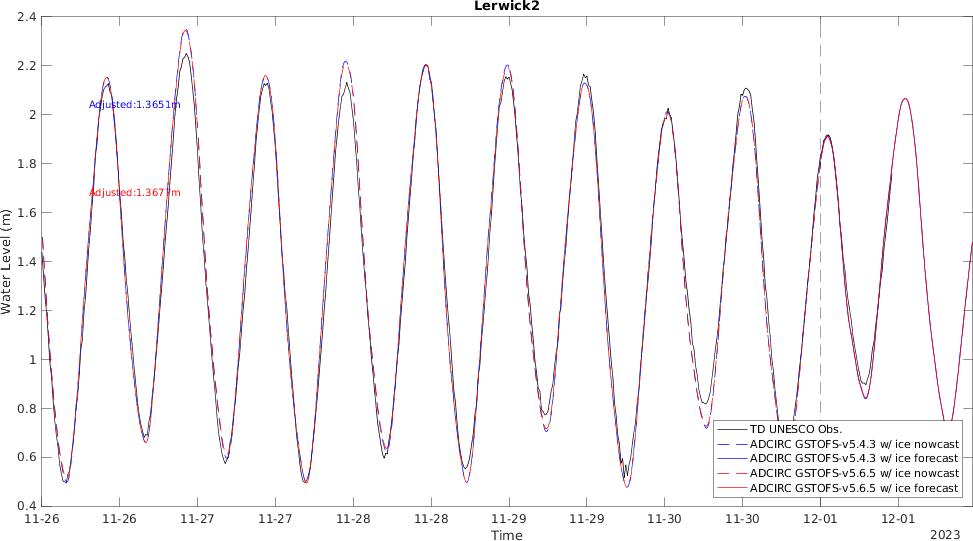 Lerwick2
2.4
2.2
2
1.8
1.6
1.4
1.2
1
0.8
0.6
0.4
Water Level (m)
Adjusted:1.3651m
Adjusted:1.3677m
TD UNESCO Obs.
ADCIRC GSTOFS-v5.4.3 w/ ice nowcast
ADCIRC GSTOFS-v5.4.3 w/ ice forecast
ADCIRC GSTOFS-v5.6.5 w/ ice nowcast
ADCIRC GSTOFS-v5.6.5 w/ ice forecast
11-26 11-26 11-27 11-27 11-28 11-28 11-29 11-29 11-30 11-30 12-01 12-01
Time
2023